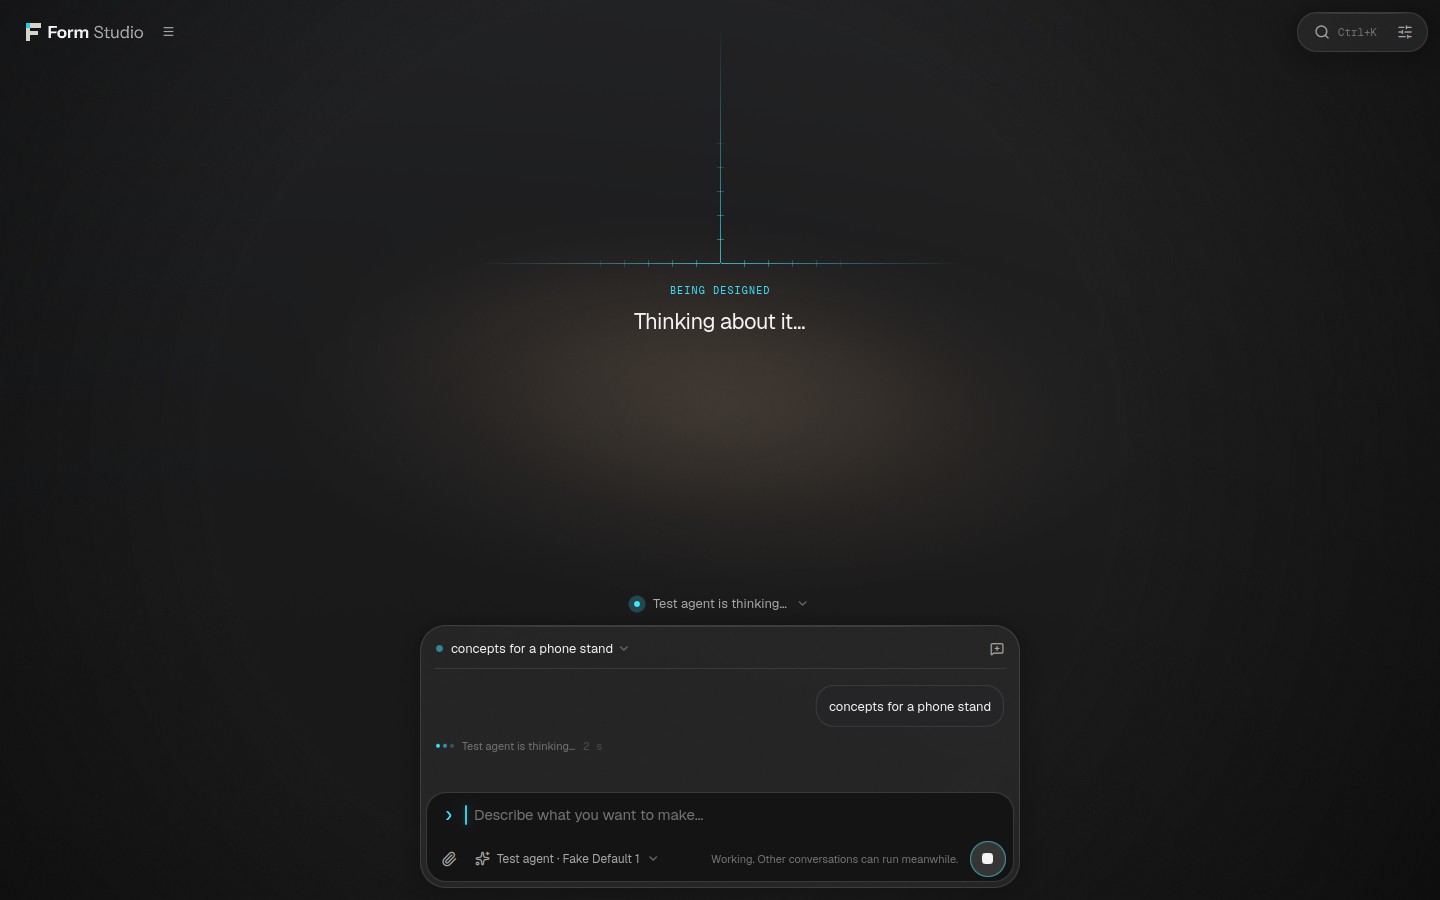 Form Studio
Ctrl+K
BEING DESIGNED
Thinking about it...
Test agent is thinking...
concepts for a phone stand
concepts for a phone stand
Test agent is thinking... 2 s
Describe what you want to make...
Test agent · Fake Default 1
Working. Other conversations can run meanwhile.